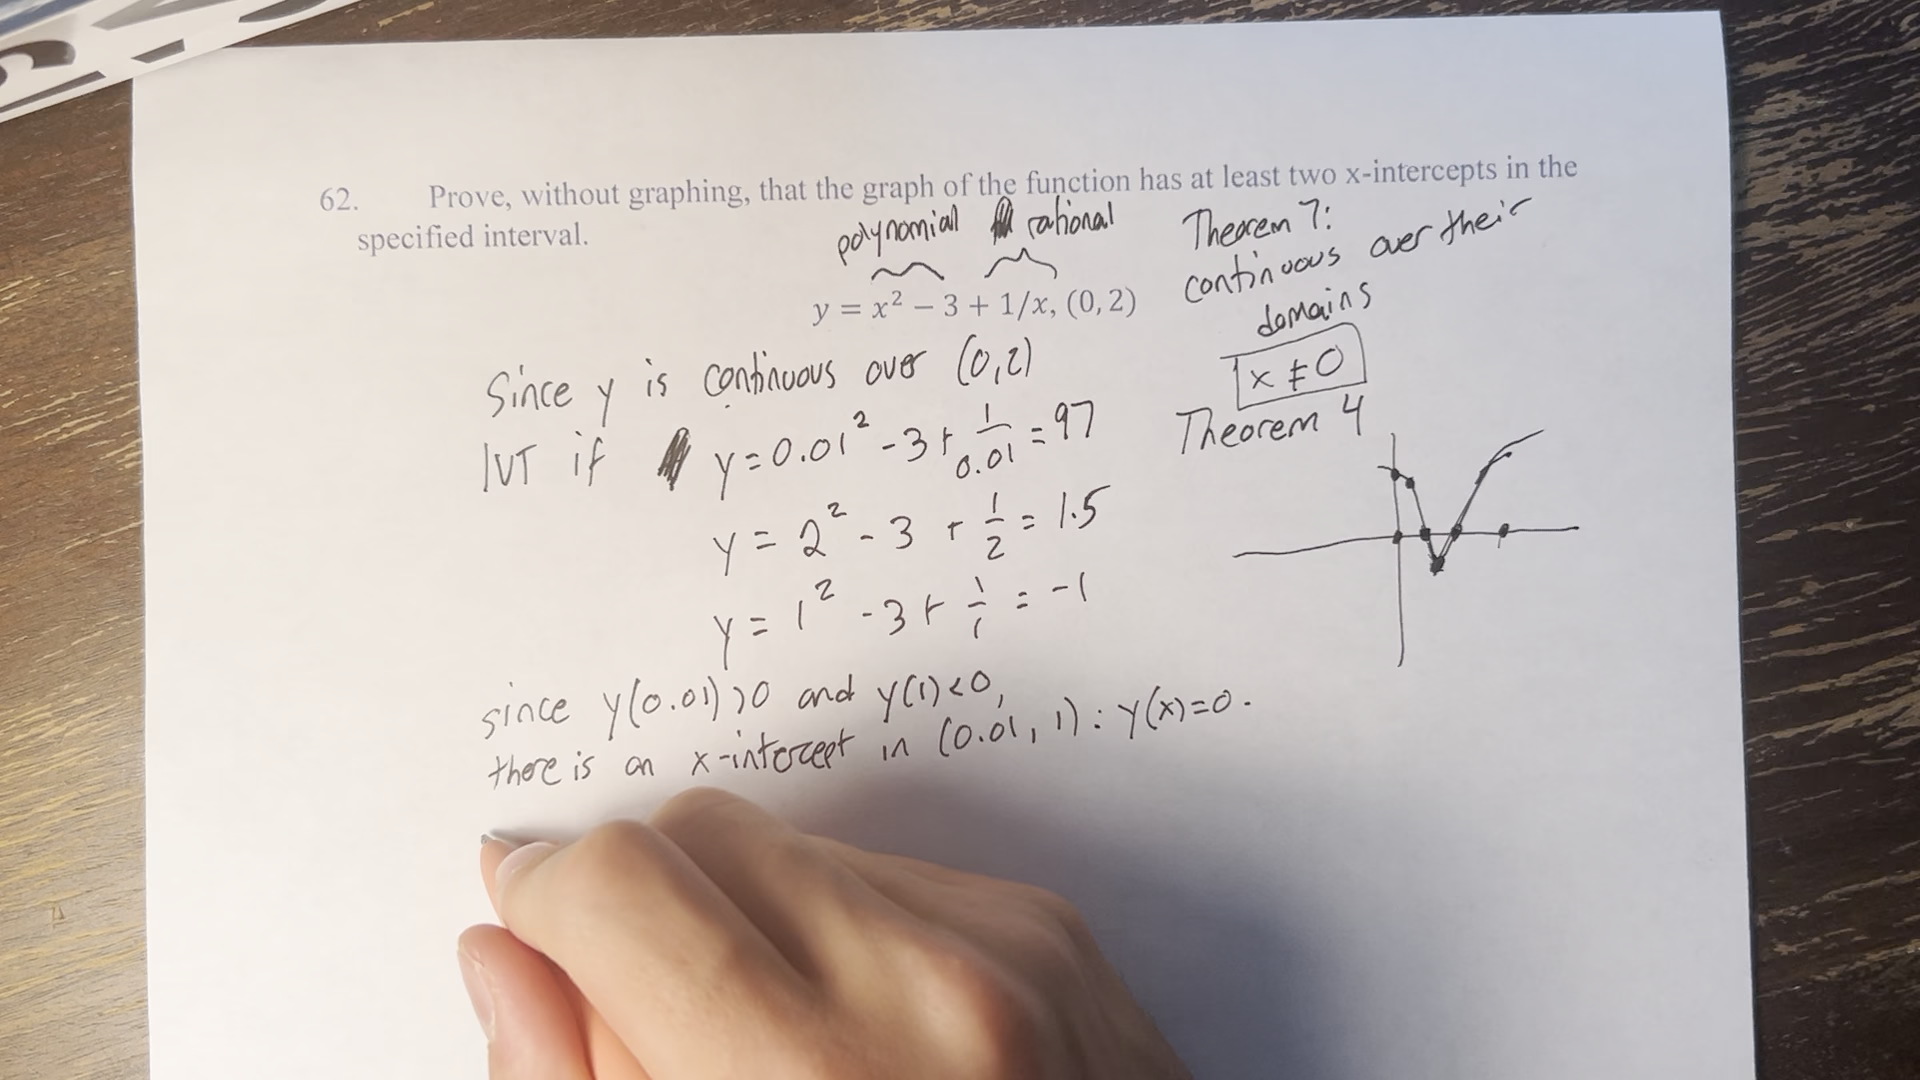 62. Prove, without graphing, that the graph of the function has at least two x-intercepts in the
specified interval.
polynomial rational
y = x² − 3 + 1/x, (0, 2)
Theorem 7:
continuous over their
domains
x ≠ 0
Theorem 4
Since y is continuous over (0,2)
IVT if y = 0.01² - 3 + 1/0.01 = 97
y = 2² - 3 + 1/2 = 1.5
y = 1² - 3 + 1/1 = -1
since y(0.01) > 0 and y(1) < 0,
there is an x-intercept in (0.01, 1) : y(x)=0.